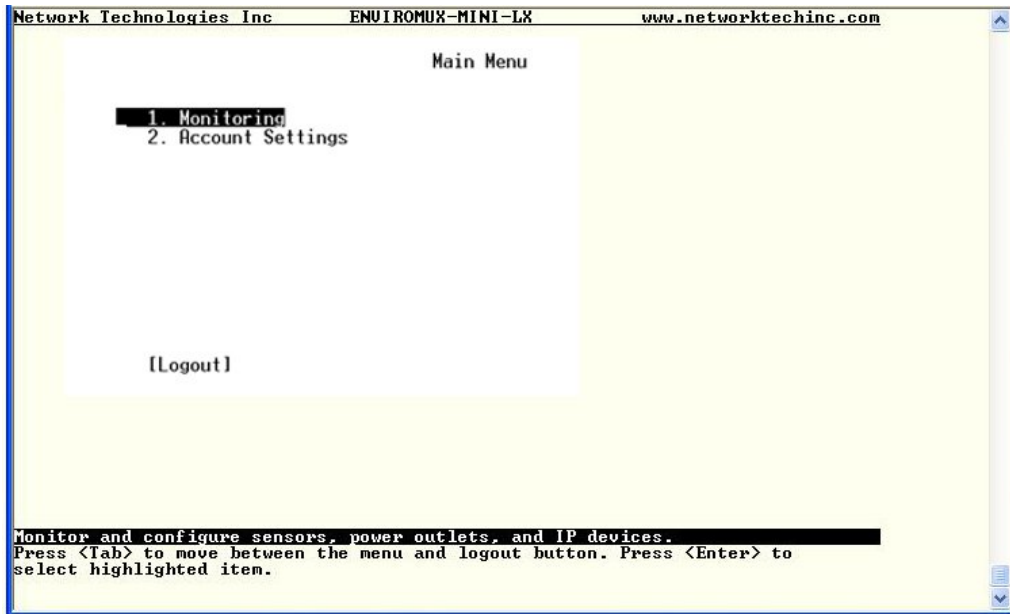 Network Technologies Inc ENVIROMUX-MINI-LX www.networktechinc.com
Main Menu
1. Monitoring
2. Account Settings
[Logout]
Monitor and configure sensors, power outlets, and IP devices.
Press <Tab> to move between the menu and logout button. Press <Enter> to
select highlighted item.